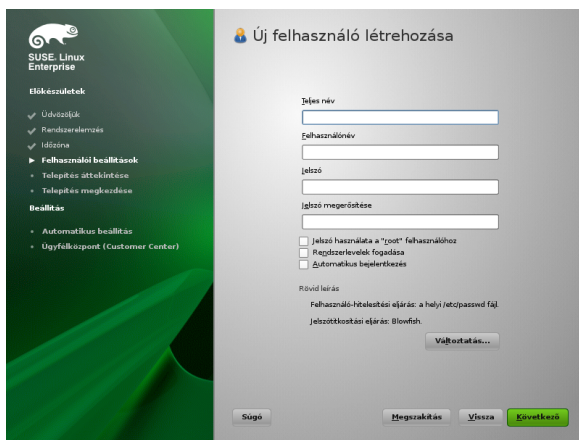 SUSE Linux
Enterprise
Előkészületek
Üdvözöljük
Rendszerelemzés
Időzóna
Felhasználói beállítások
Telepítés áttekintése
Telepítés megkezdése
Beállítás
Automatikus beállítás
Ügyfélközpont (Customer Center)
Új felhasználó létrehozása
Teljes név
Felhasználónév
Jelszó
Jelszó megerősítése
Jelszó használata a "root" felhasználóhoz
Rendszerlevelek fogadása
Automatikus bejelentkezés
Rövid leírás
Felhasználó-hitelesítési eljárás: a helyi /etc/passwd fájl.
Jelszótitkosítási eljárás: Blowfish.
Változtatás...
Súgó
Megszakítás
Vissza
Következő